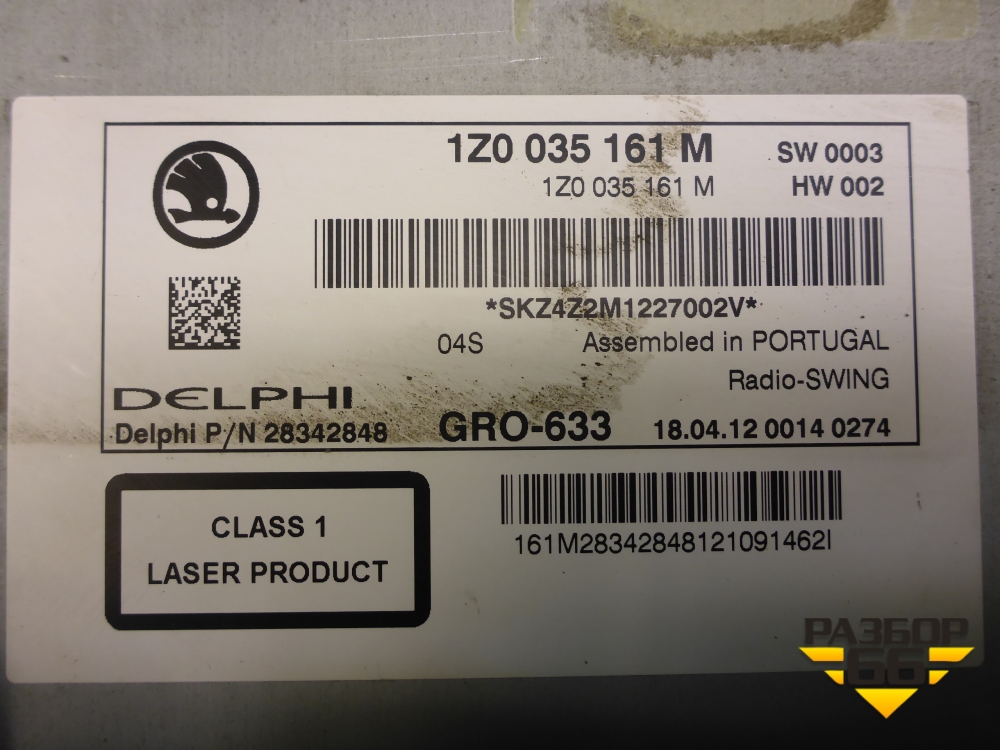 1Z0 035 161 M
SW 0003
1Z0 035 161 M
HW 002
*SKZ4Z2M1227002V*
04S
Assembled in PORTUGAL
Radio-SWING
DELPHI
Delphi P/N 28342848
GRO-633
18.04.12 0014 0274
CLASS 1
LASER PRODUCT
161M28342848121091462I
РАЗБОР
66